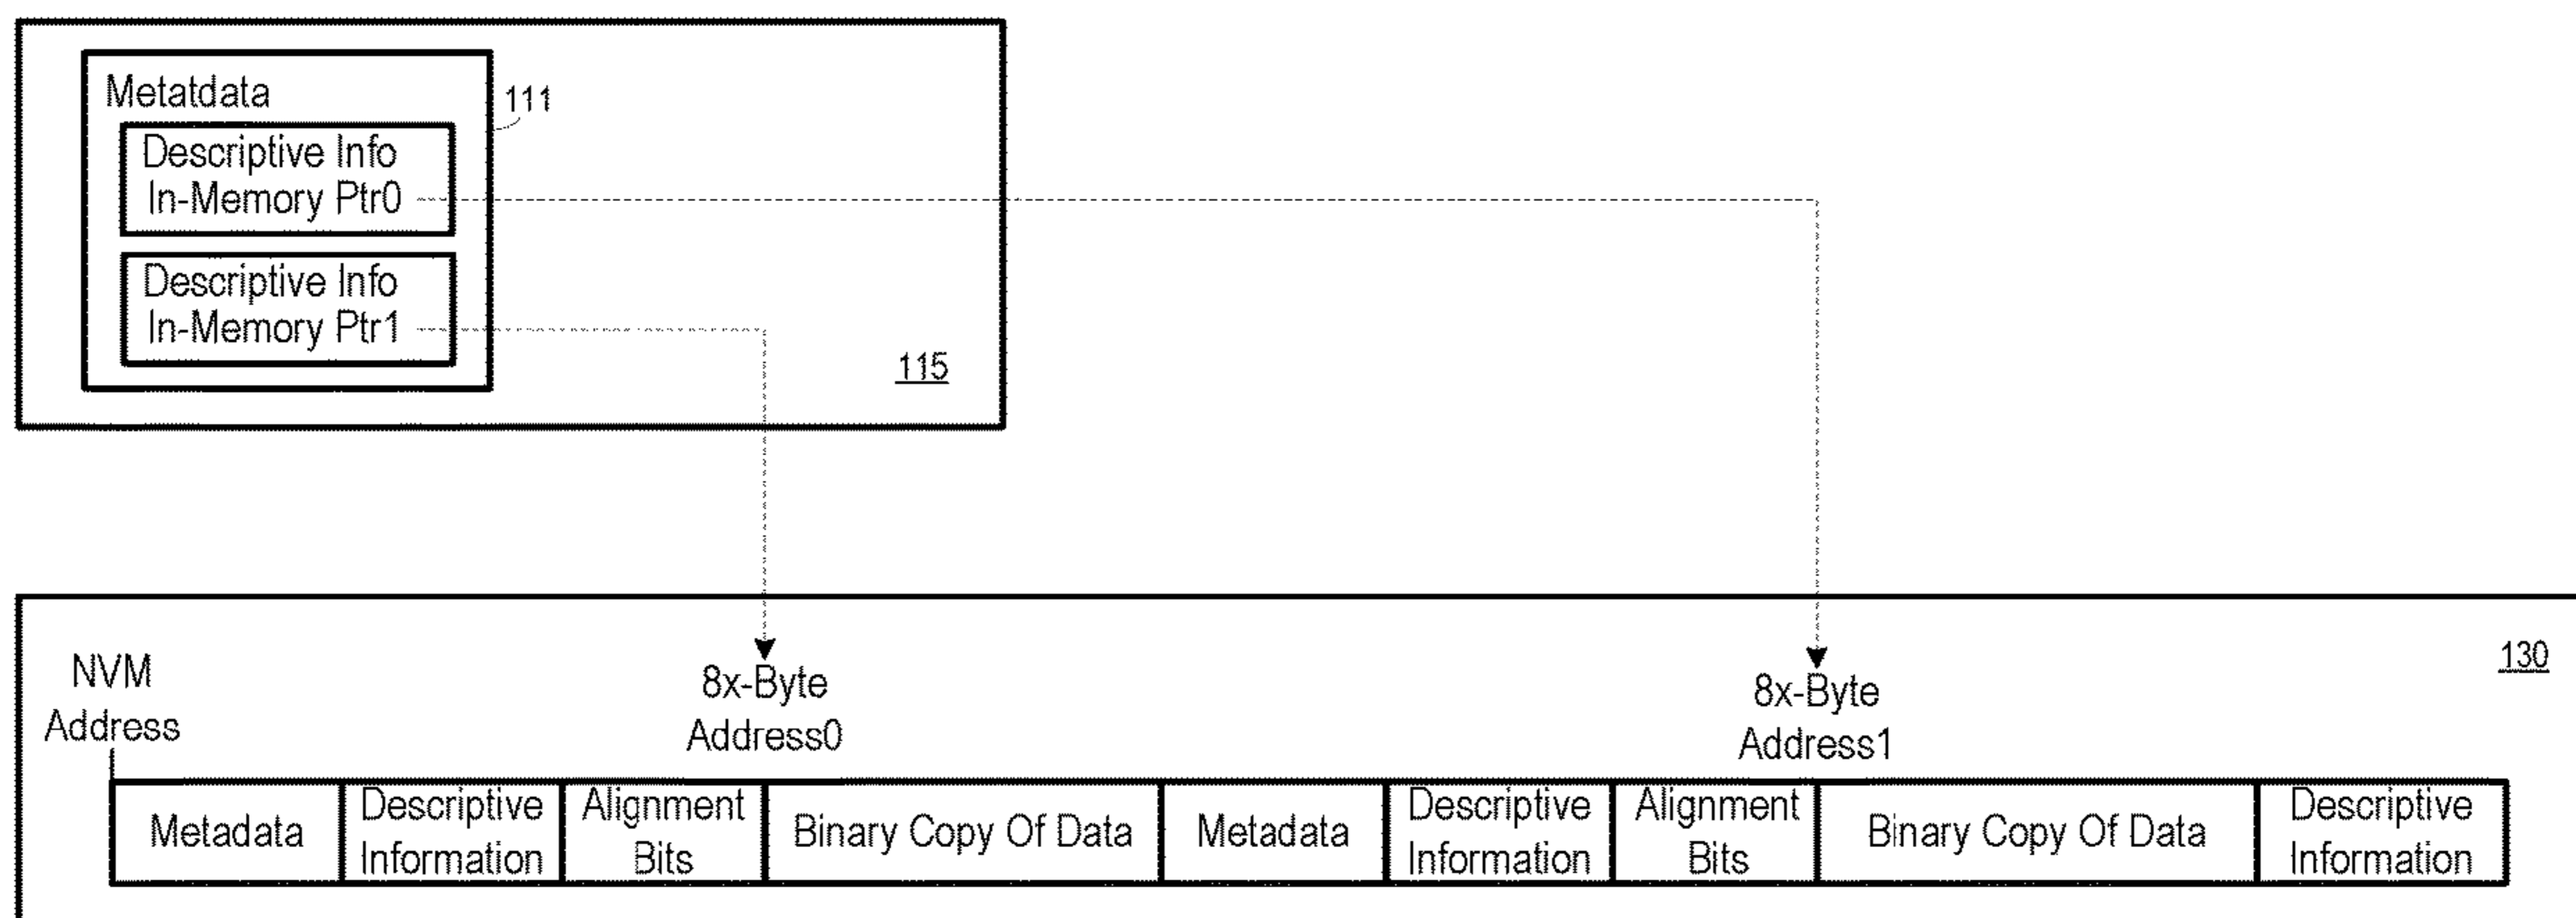 Metatdata
111
Descriptive Info
In-Memory Ptr0
Descriptive Info
In-Memory Ptr1
115
130
NVM
Address
8x-Byte
Address0
8x-Byte
Address1
Metadata
Descriptive
Information
Alignment
Bits
Binary Copy Of Data
Metadata
Descriptive
Information
Alignment
Bits
Binary Copy Of Data
Descriptive
Information